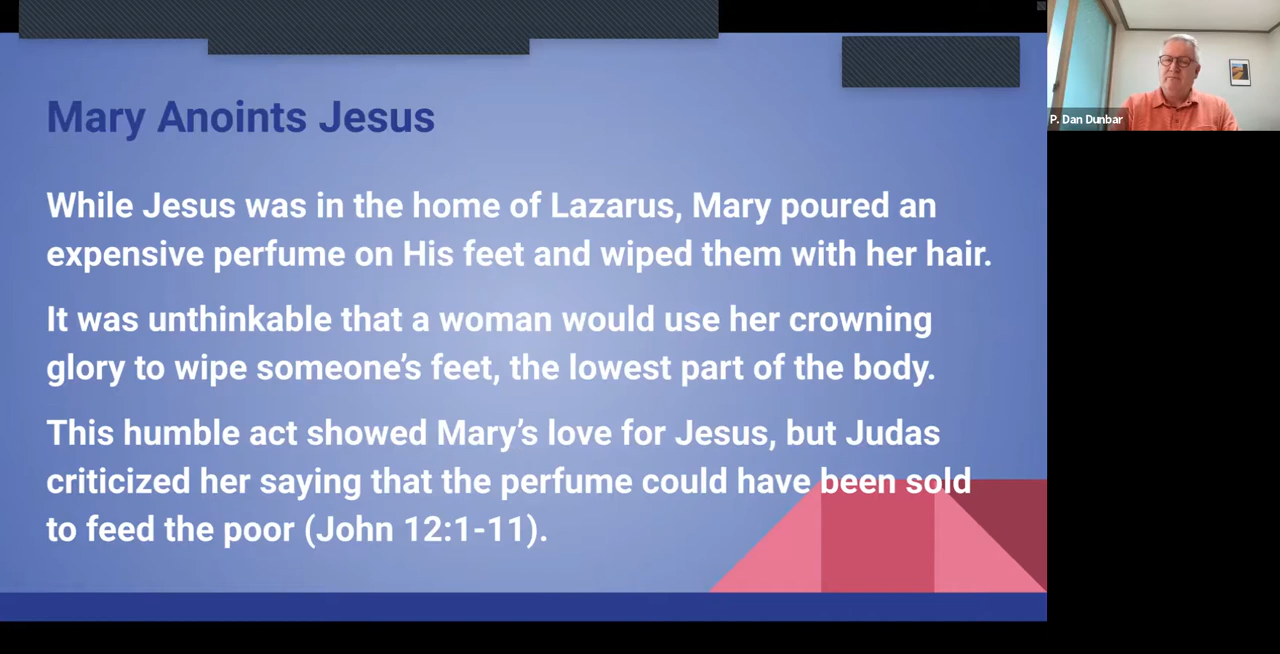 Mary Anoints Jesus
While Jesus was in the home of Lazarus, Mary poured an
expensive perfume on His feet and wiped them with her hair.
It was unthinkable that a woman would use her crowning
glory to wipe someone’s feet, the lowest part of the body.
This humble act showed Mary’s love for Jesus, but Judas
criticized her saying that the perfume could have been sold
to feed the poor (John 12:1-11).
P. Dan Dunbar